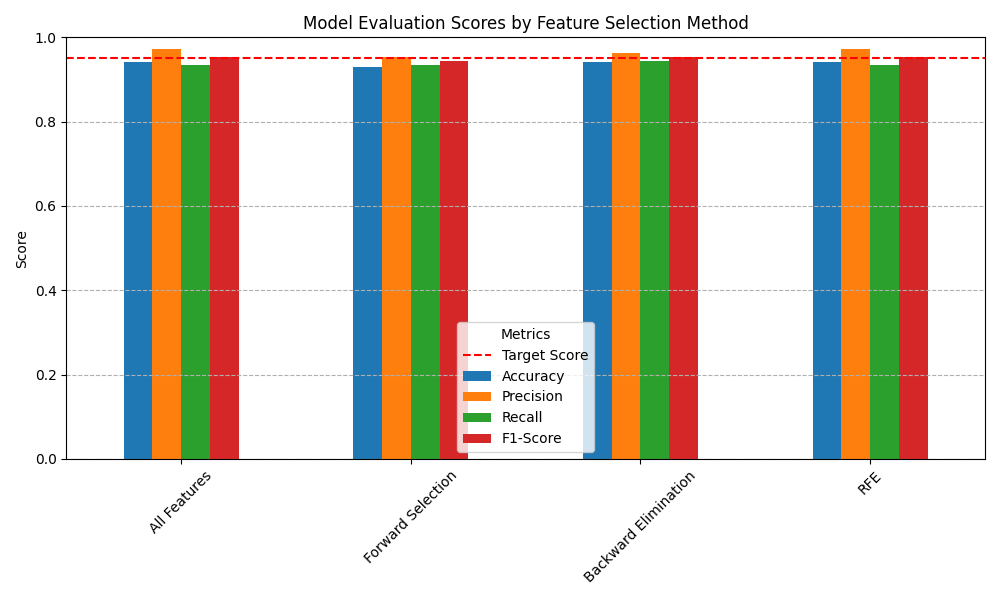 Model Evaluation Scores by Feature Selection Method
Score
1.0
0.8
0.6
0.4
0.2
0.0
Metrics
Target Score
Accuracy
Precision
Recall
F1-Score
All Features
Forward Selection
Backward Elimination
RFE